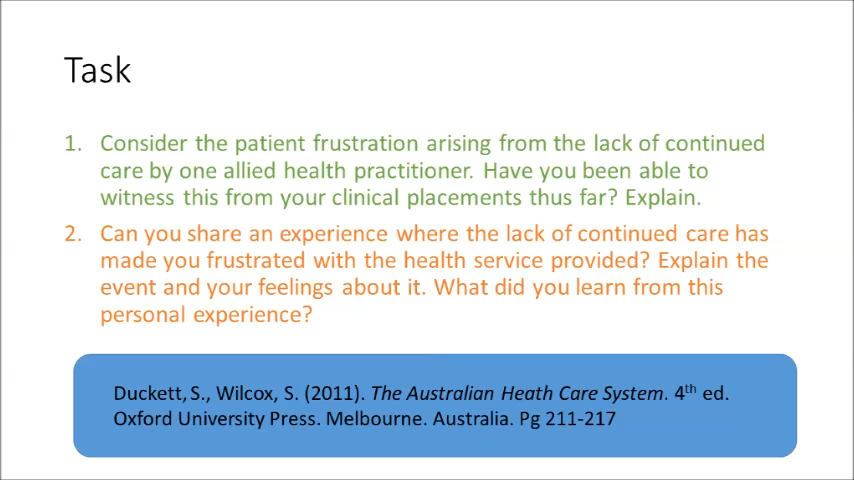 Task
1. Consider the patient frustration arising from the lack of continued
care by one allied health practitioner. Have you been able to
witness this from your clinical placements thus far? Explain.
2. Can you share an experience where the lack of continued care has
made you frustrated with the health service provided? Explain the
event and your feelings about it. What did you learn from this
personal experience?
Duckett, S., Wilcox, S. (2011). The Australian Heath Care System. 4th ed.
Oxford University Press. Melbourne. Australia. Pg 211-217